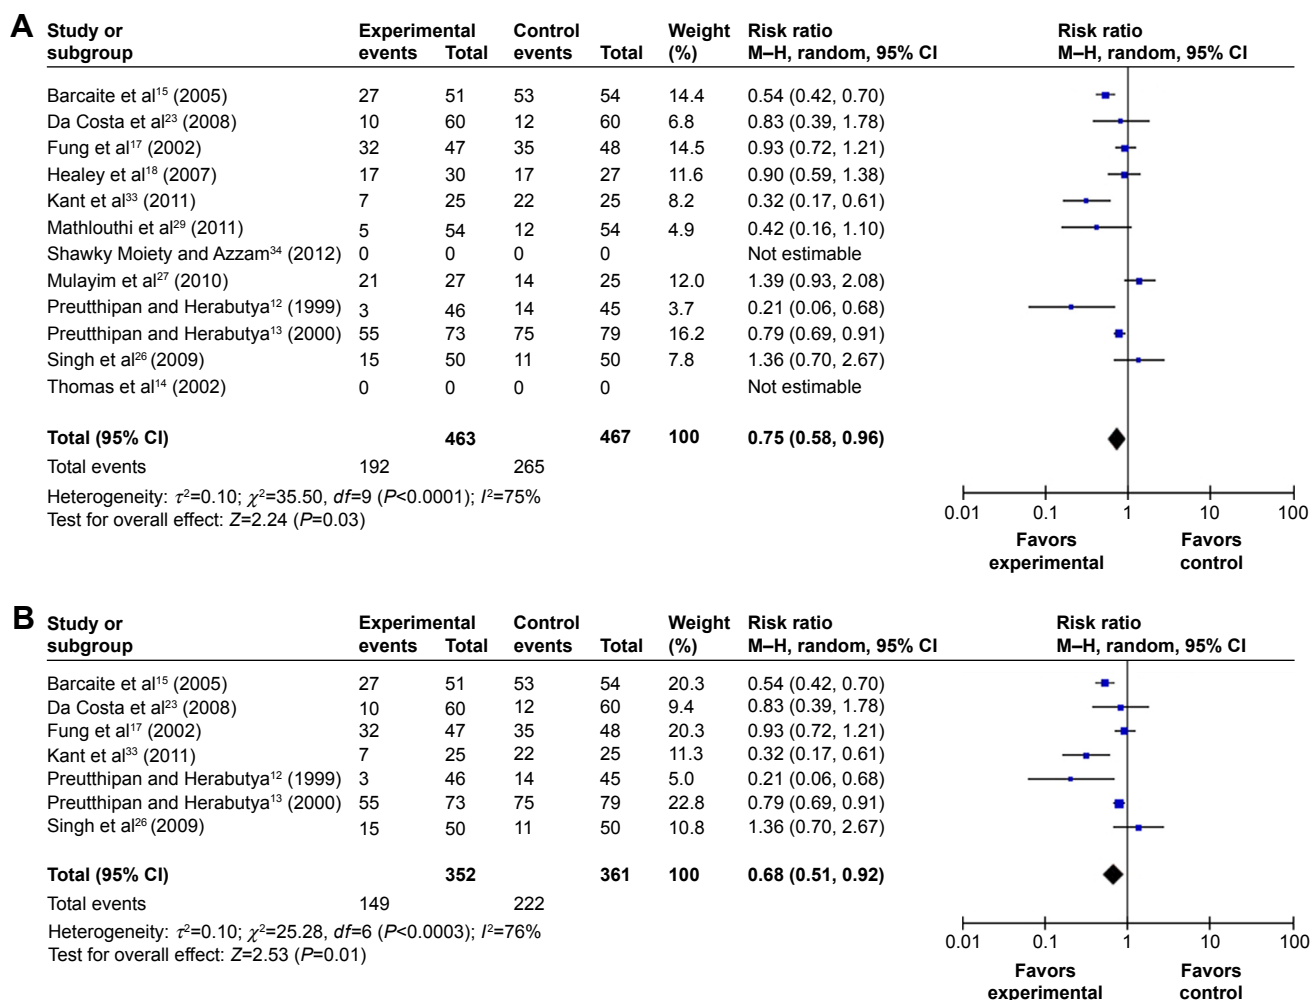 A
Study or subgroup Experimental events Total Control events Total Weight (%) Risk ratio M–H, random, 95% CI Risk ratio M–H, random, 95% CI
Barcaite et al15 (2005) 27 51 53 54 14.4 0.54 (0.42, 0.70)
Da Costa et al23 (2008) 10 60 12 60 6.8 0.83 (0.39, 1.78)
Fung et al17 (2002) 32 47 35 48 14.5 0.93 (0.72, 1.21)
Healey et al18 (2007) 17 30 17 27 11.6 0.90 (0.59, 1.38)
Kant et al33 (2011) 7 25 22 25 8.2 0.32 (0.17, 0.61)
Mathlouthi et al29 (2011) 5 54 12 54 4.9 0.42 (0.16, 1.10)
Shawky Moiety and Azzam34 (2012) 0 0 0 0 Not estimable
Mulayim et al27 (2010) 21 27 14 25 12.0 1.39 (0.93, 2.08)
Preutthipan and Herabutya12 (1999) 3 46 14 45 3.7 0.21 (0.06, 0.68)
Preutthipan and Herabutya13 (2000) 55 73 75 79 16.2 0.79 (0.69, 0.91)
Singh et al26 (2009) 15 50 11 50 7.8 1.36 (0.70, 2.67)
Thomas et al14 (2002) 0 0 0 0 Not estimable
Total (95% CI) 463 467 100 0.75 (0.58, 0.96)
Total events 192 265
Heterogeneity: τ2=0.10; χ2=35.50, df=9 (P<0.0001); I2=75%
Test for overall effect: Z=2.24 (P=0.03)
0.01 0.1 1 10 100
Favors experimental Favors control
B
Study or subgroup Experimental events Total Control events Total Weight (%) Risk ratio M–H, random, 95% CI Risk ratio M–H, random, 95% CI
Barcaite et al15 (2005) 27 51 53 54 20.3 0.54 (0.42, 0.70)
Da Costa et al23 (2008) 10 60 12 60 9.4 0.83 (0.39, 1.78)
Fung et al17 (2002) 32 47 35 48 20.3 0.93 (0.72, 1.21)
Kant et al33 (2011) 7 25 22 25 11.3 0.32 (0.17, 0.61)
Preutthipan and Herabutya12 (1999) 3 46 14 45 5.0 0.21 (0.06, 0.68)
Preutthipan and Herabutya13 (2000) 55 73 75 79 22.8 0.79 (0.69, 0.91)
Singh et al26 (2009) 15 50 11 50 10.8 1.36 (0.70, 2.67)
Total (95% CI) 352 361 100 0.68 (0.51, 0.92)
Total events 149 222
Heterogeneity: τ2=0.10; χ2=25.28, df=6 (P<0.0003); I2=76%
Test for overall effect: Z=2.53 (P=0.01)
0.01 0.1 1 10 100
Favors experimental Favors control